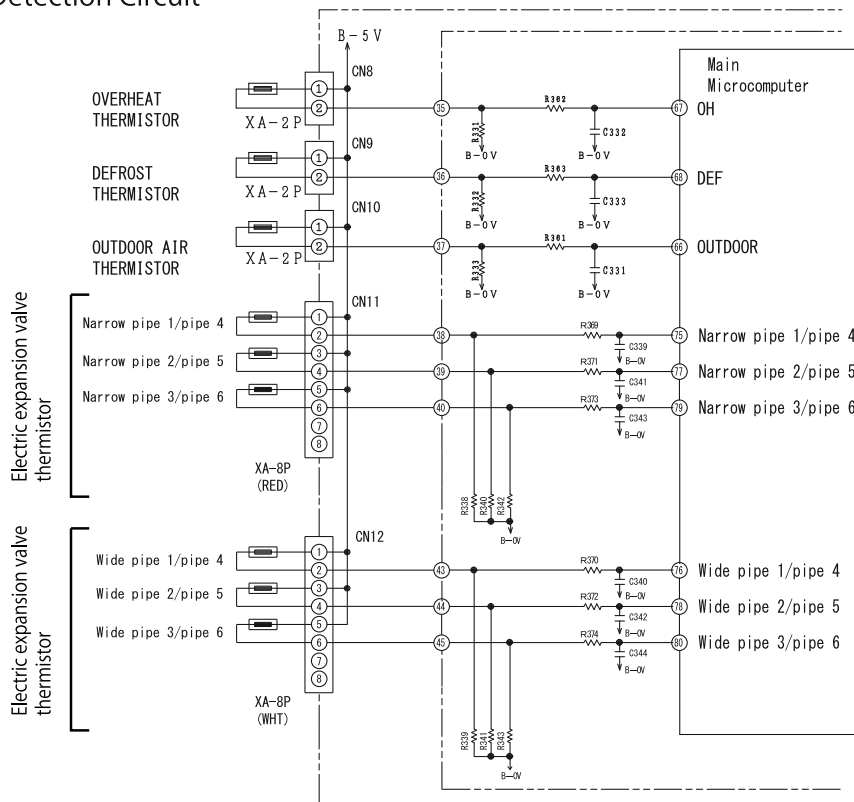 Detection Circuit
B-5V
Main
Microcomputer
CN8
1
2
OVERHEAT
THERMISTOR
XA-2P
35
R331
B-0V
R302
C332
B-0V
67
OH
CN9
1
2
DEFROST
THERMISTOR
XA-2P
36
R332
B-0V
R303
C333
B-0V
68
DEF
CN10
1
2
OUTDOOR AIR
THERMISTOR
XA-2P
37
R333
B-0V
R301
C331
B-0V
66
OUTDOOR
Electric expansion valve
thermistor
CN11
Narrow pipe 1/pipe 4
Narrow pipe 2/pipe 5
Narrow pipe 3/pipe 6
1
2
3
4
5
6
7
8
XA-8P
(RED)
38
39
40
R338
R340
R342
B-0V
R369
C339
B-0V
R371
C341
B-0V
R373
C343
B-0V
75
Narrow pipe 1/pipe 4
77
Narrow pipe 2/pipe 5
79
Narrow pipe 3/pipe 6
Electric expansion valve
thermistor
CN12
Wide pipe 1/pipe 4
Wide pipe 2/pipe 5
Wide pipe 3/pipe 6
1
2
3
4
5
6
7
8
XA-8P
(WHT)
43
44
45
R339
R341
R343
B-0V
R370
C340
B-0V
R372
C342
B-0V
R374
C344
B-0V
76
Wide pipe 1/pipe 4
78
Wide pipe 2/pipe 5
80
Wide pipe 3/pipe 6